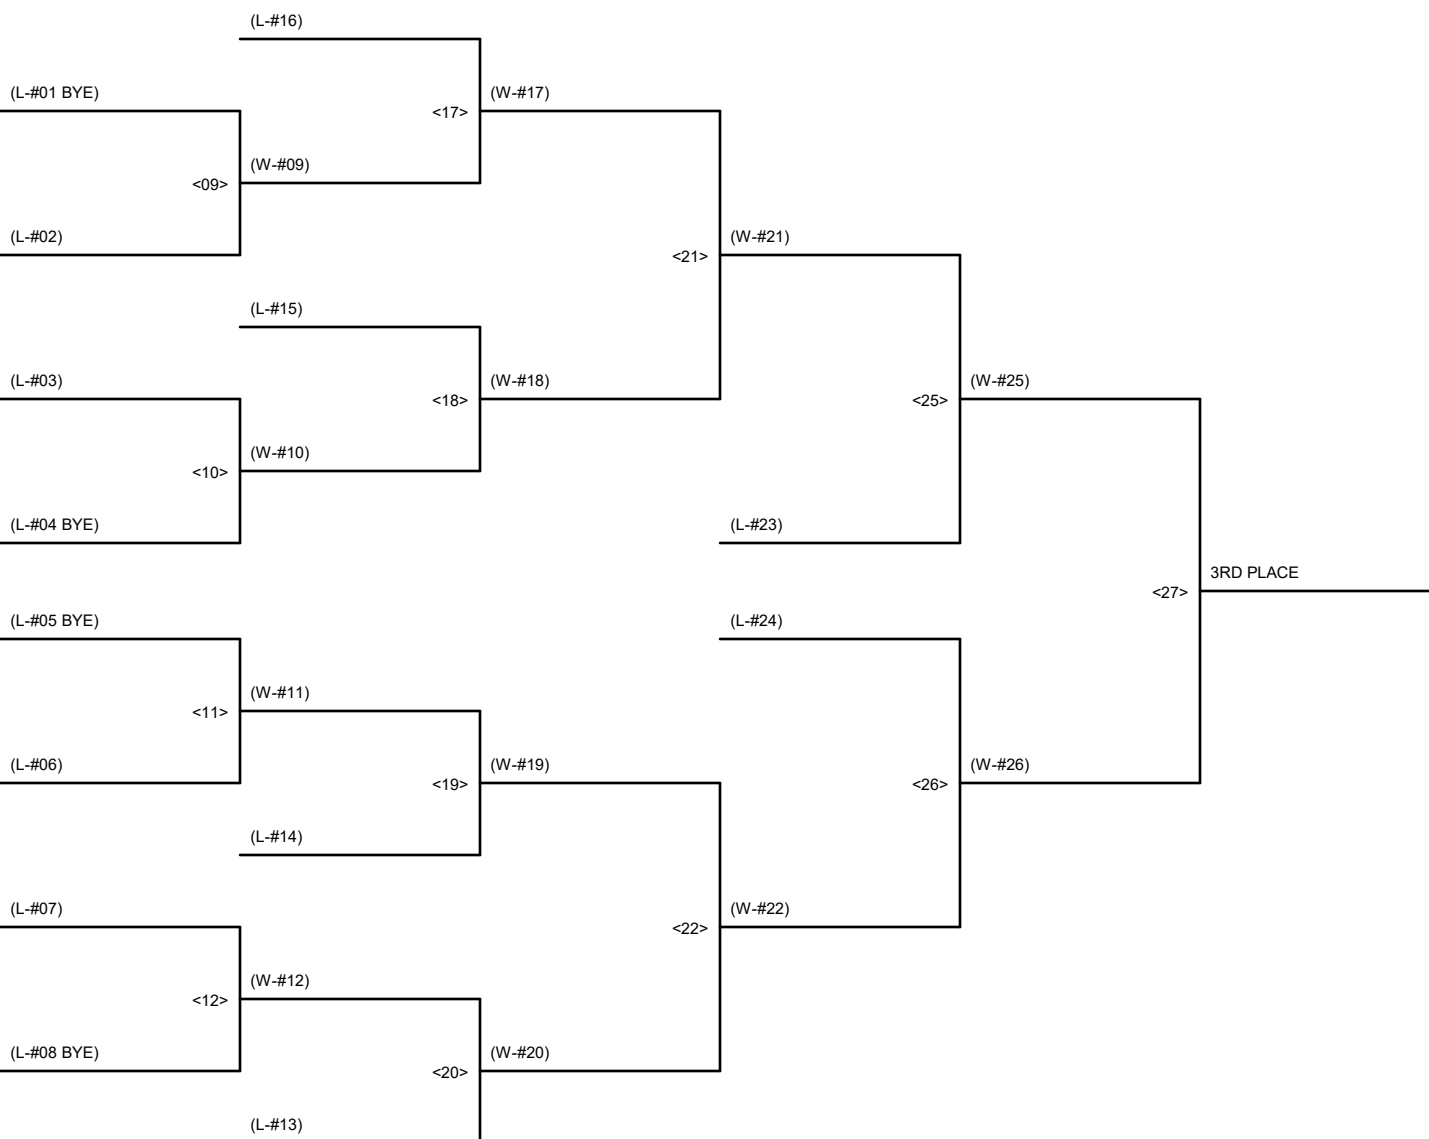 (L-#16)
(L-#01 BYE)
(W-#17)
<17>
(W-#09)
<09>
(L-#02)
(W-#21)
<21>
(L-#15)
(L-#03)
(W-#18)
(W-#25)
<18>
<25>
(W-#10)
<10>
(L-#04 BYE)
(L-#23)
3RD PLACE
<27>
(L-#05 BYE)
(L-#24)
(W-#11)
<11>
(L-#06)
(W-#19)
(W-#26)
<19>
<26>
(L-#14)
(L-#07)
(W-#22)
<22>
(W-#12)
<12>
(L-#08 BYE)
(W-#20)
<20>
(L-#13)